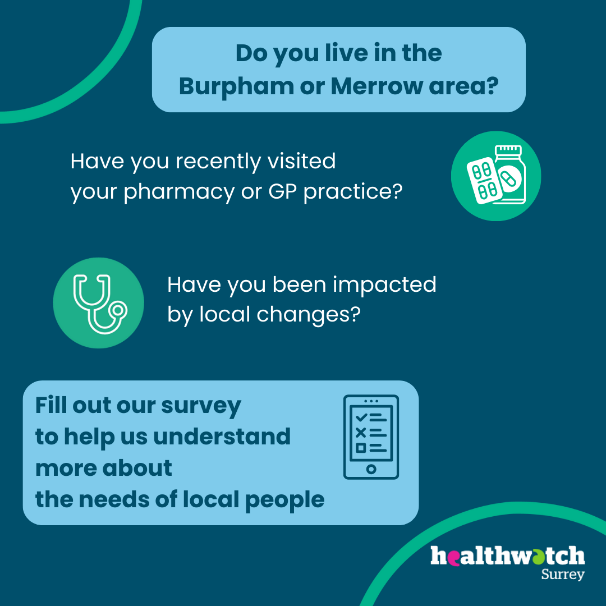 Do you live in the
Burpham or Merrow area?
Have you recently visited
your pharmacy or GP practice?
Have you been impacted
by local changes?
Fill out our survey
to help us understand
more about
the needs of local people
healthwatch
Surrey